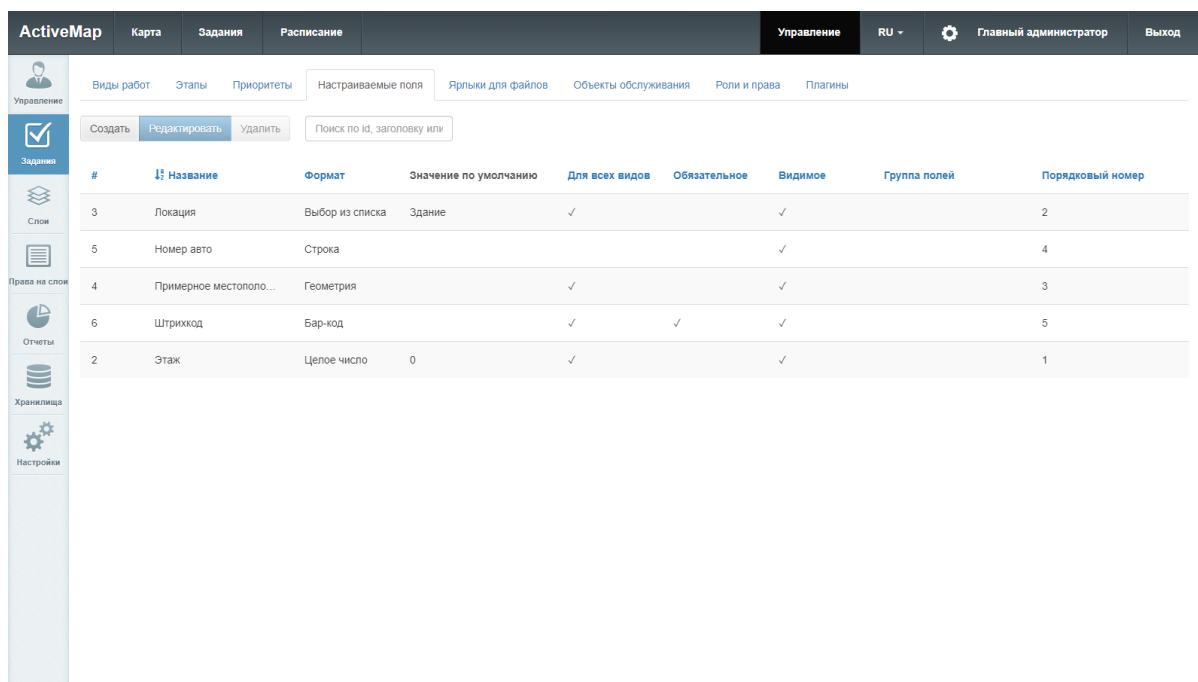 ActiveMap Карта Задания Расписание Управление RU Главный администратор Выход
Управление
Задания
Слои
Права на слои
Отчеты
Хранилища
Настройки
Виды работ Этапы Приоритеты Настраиваемые поля Ярлыки для файлов Объекты обслуживания Роли и права Плагины
Создать Редактировать Удалить Поиск по id, заголовку или
# Название Формат Значение по умолчанию Для всех видов Обязательное Видимое Группа полей Порядковый номер
3 Локация Выбор из списка Здание ✓ ✓ 2
5 Номер авто Строка ✓ 4
4 Примерное местополо... Геометрия ✓ ✓ 3
6 Штрихкод Бар-код ✓ ✓ ✓ 5
2 Этаж Целое число 0 ✓ ✓ 1